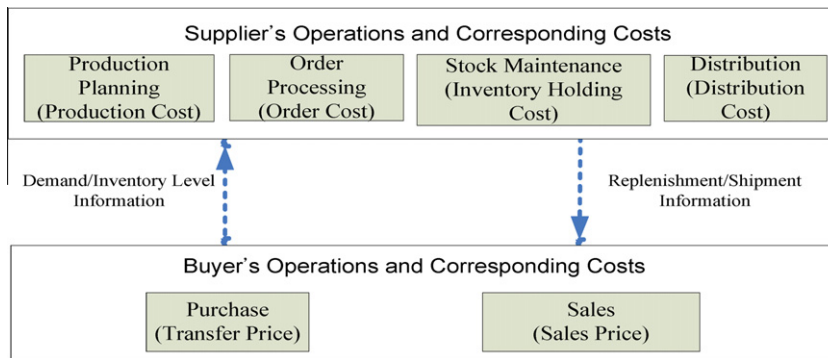 Supplier's Operations and Corresponding Costs
Production
Planning
(Production Cost)
Order
Processing
(Order Cost)
Stock Maintenance
(Inventory Holding
Cost)
Distribution
(Distribution
Cost)
Demand/Inventory Level
Information
Replenishment/Shipment
Information
Buyer's Operations and Corresponding Costs
Purchase
(Transfer Price)
Sales
(Sales Price)